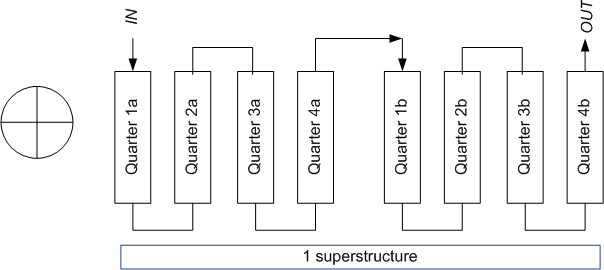 IN
OUT
Quarter 1a
Quarter 2a
Quarter 3a
Quarter 4a
Quarter 1b
Quarter 2b
Quarter 3b
Quarter 4b
1 superstructure